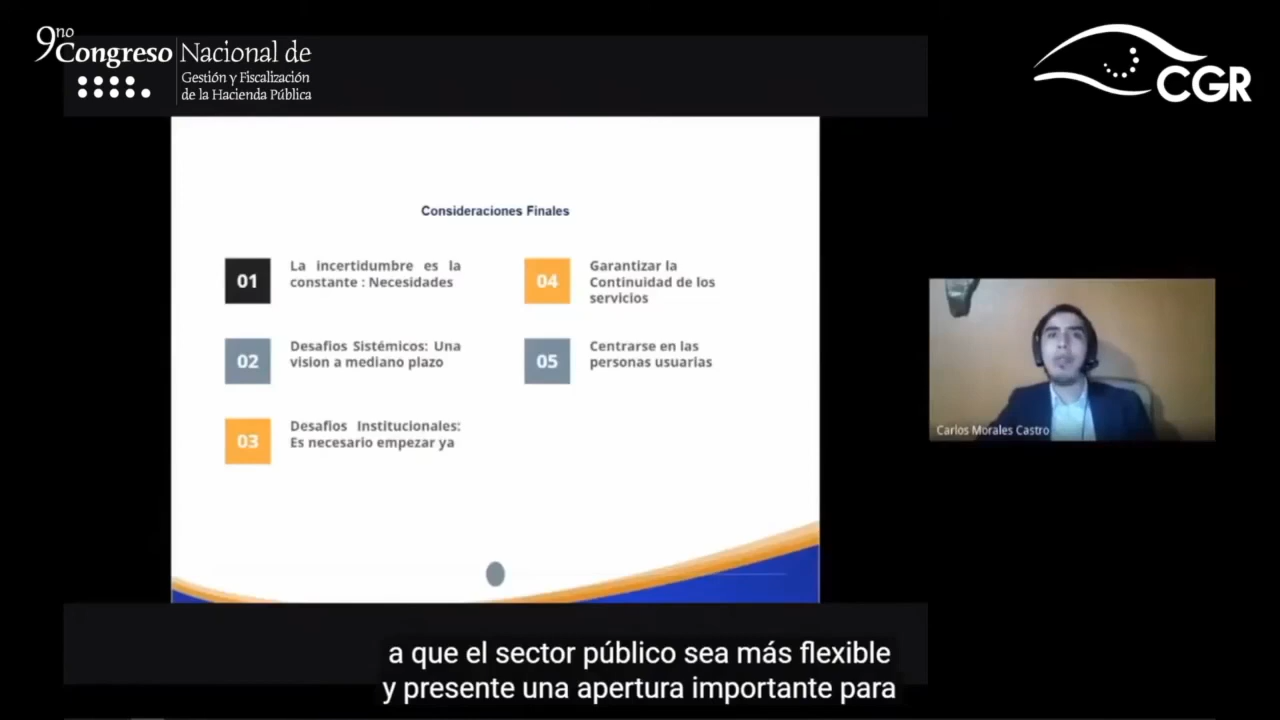 9no
Congreso
Nacional de
Gestión y Fiscalización
de la Hacienda Pública
CGR
Consideraciones Finales
01
La incertidumbre es la
constante : Necesidades
02
Desafios Sistémicos: Una
vision a mediano plazo
03
Desafios Institucionales:
Es necesario empezar ya
04
Garantizar la
Continuidad de los
servicios
05
Centrarse en las
personas usuarias
Carlos Morales Castro
a que el sector público sea más flexible
y presente una apertura importante para